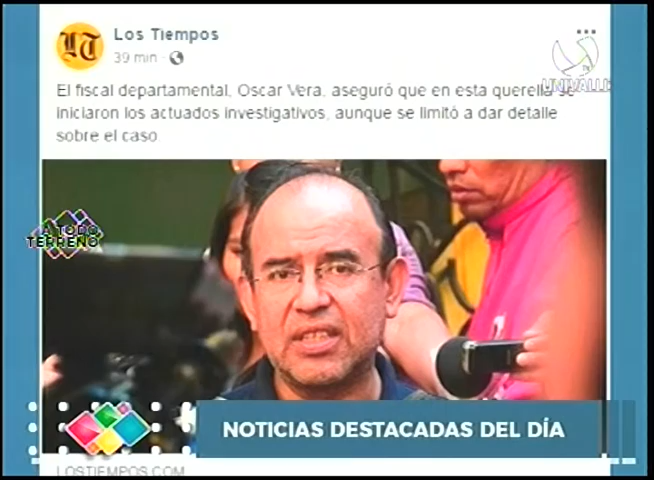 Los Tiempos
39 min
UNIVALLE
El fiscal departamental, Oscar Vera, aseguró que en esta querella se
iniciaron los actuados investigativos, aunque se limitó a dar detalle
sobre el caso
A TODO
TERRENO
NOTICIAS DESTACADAS DEL DÍA
LOSTIEMPOS.COM